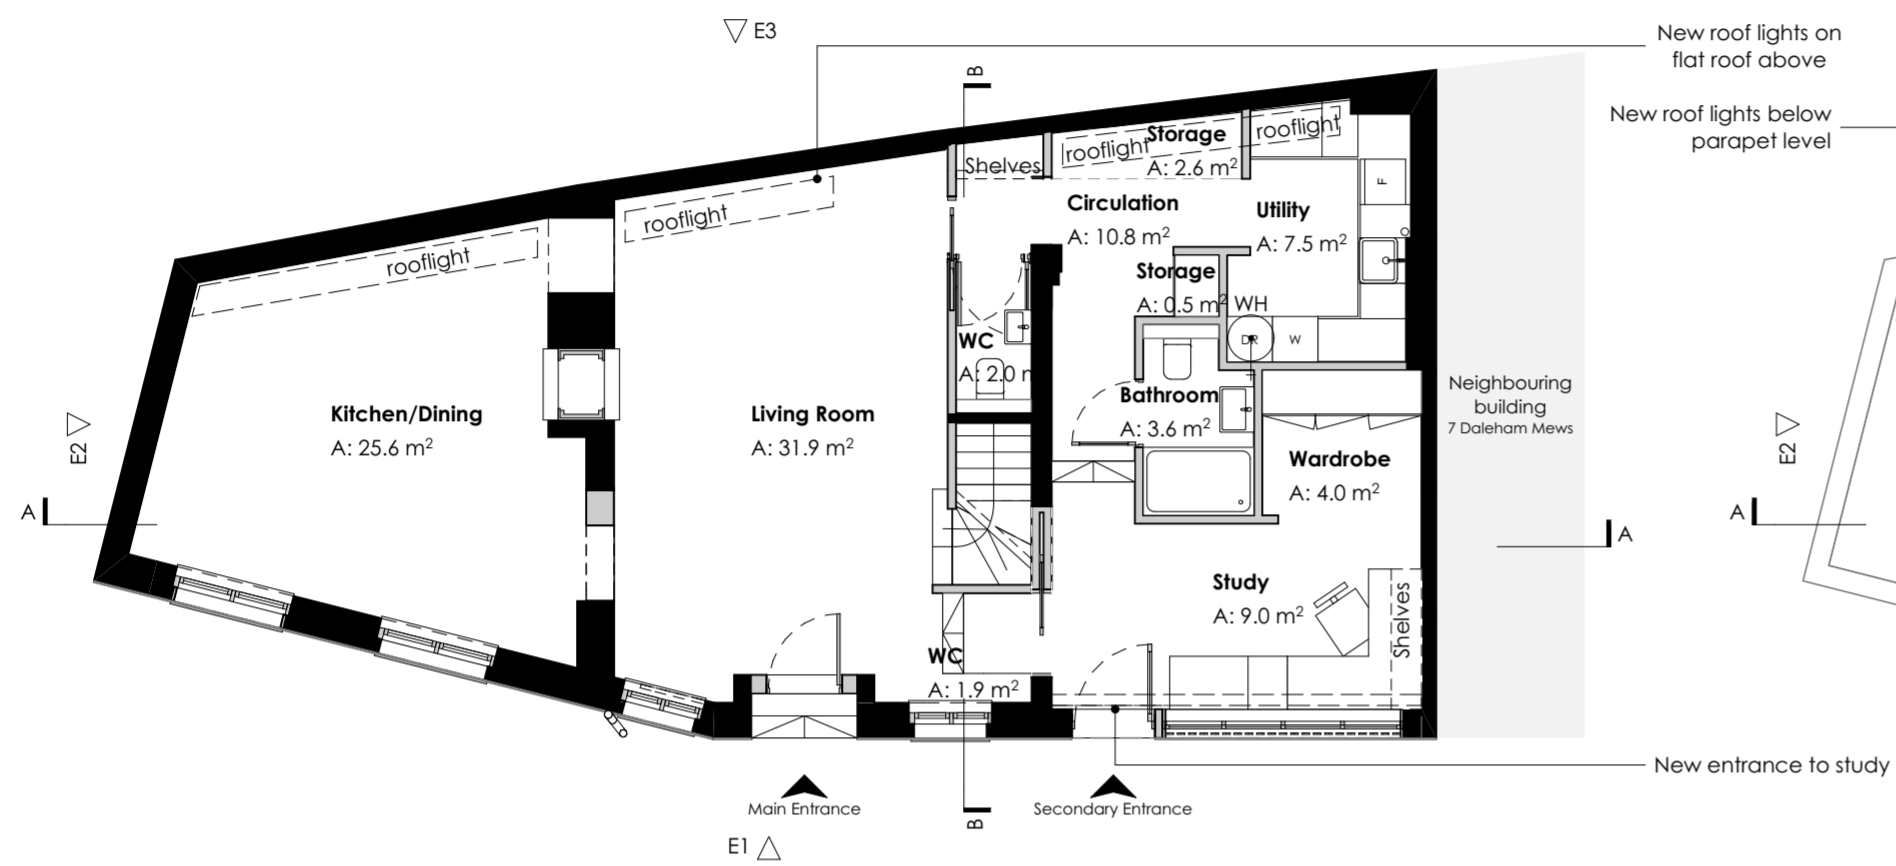 E3
New roof lights on
flat roof above
New roof lights below
parapet level
B
Storage
A: 2.6 m²
rooflight
rooflight
Shelves
rooflight
rooflight
Circulation
A: 10.8 m²
Utility
A: 7.5 m²
F
Storage
A: 0.5 m²
WH
DR
W
WC
A: 2.0 m
Bathroom
A: 3.6 m²
Neighbouring
building
7 Daleham Mews
Kitchen/Dining
A: 25.6 m²
Living Room
A: 31.9 m²
Wardrobe
A: 4.0 m²
E2
E2
A
A
A
Study
A: 9.0 m²
Shelves
WC
A: 1.9 m²
New entrance to study
Main Entrance
Secondary Entrance
B
E1